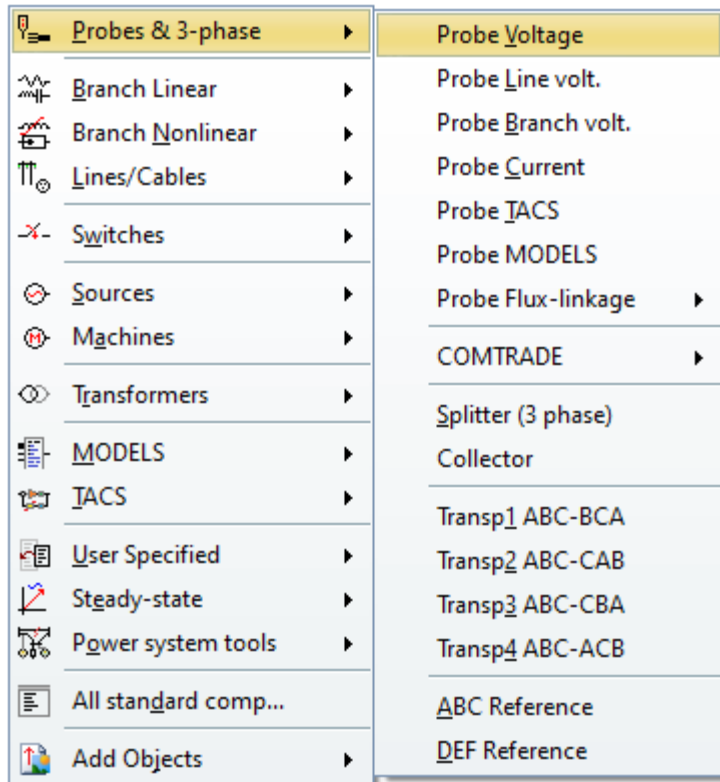 Probes & 3-phase
Branch Linear
Branch Nonlinear
Lines/Cables
Switches
Sources
Machines
Transformers
MODELS
TACS
User Specified
Steady-state
Power system tools
All standard comp...
Add Objects
Probe Voltage
Probe Line volt.
Probe Branch volt.
Probe Current
Probe TACS
Probe MODELS
Probe Flux-linkage
COMTRADE
Splitter (3 phase)
Collector
Transp1 ABC-BCA
Transp2 ABC-CAB
Transp3 ABC-CBA
Transp4 ABC-ACB
ABC Reference
DEF Reference